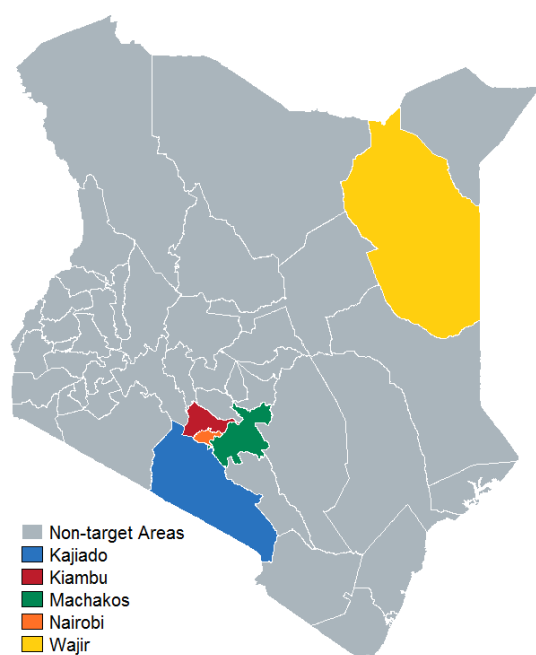 Non-target Areas
Kajiado
Kiambu
Machakos
Nairobi
Wajir